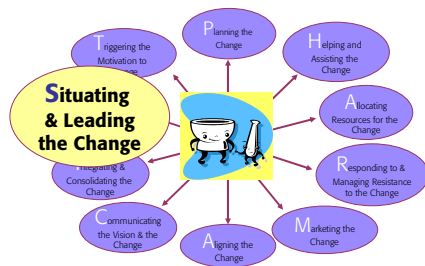 Triggering the
Motivation to
Planning the
Change
Helping and
Assisting the
Change
Situating
& Leading
the Change
Allocating
Resources for the
Change
Integrating &
Consolidating the
Change
Responding to &
Managing Resistance
to the Change
Communicating
the Vision & the
Change
Aligning the
Change
Marketing the
Change